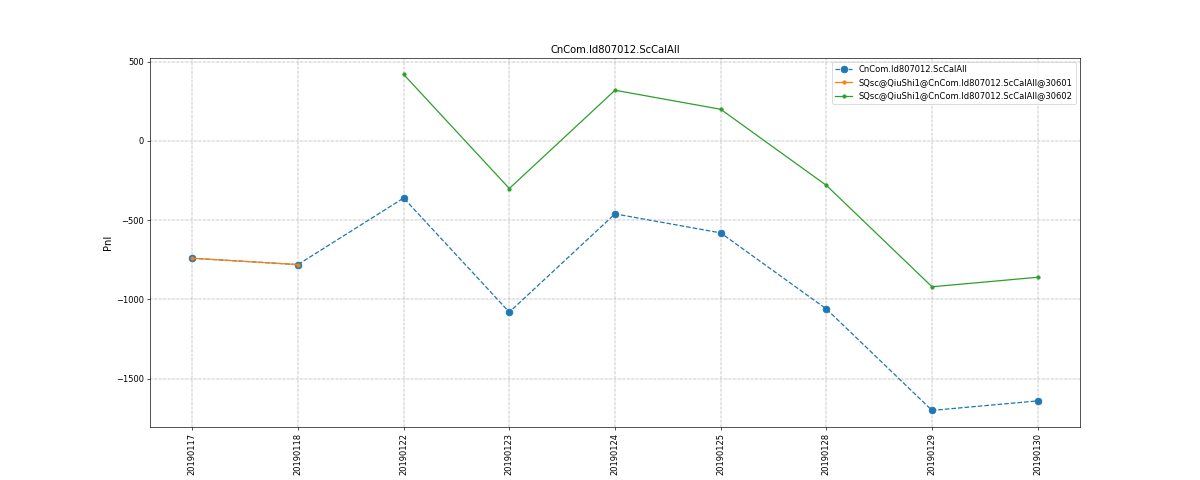 CnCom.Id807012.ScCalAll
CnCom.Id807012.ScCalAll
SQsc@QiuShi1@CnCom.Id807012.ScCalAll@30601
SQsc@QiuShi1@CnCom.Id807012.ScCalAll@30602
500
0
−500
−1000
−1500
Pnl
20190117
20190118
20190122
20190123
20190124
20190125
20190128
20190129
20190130